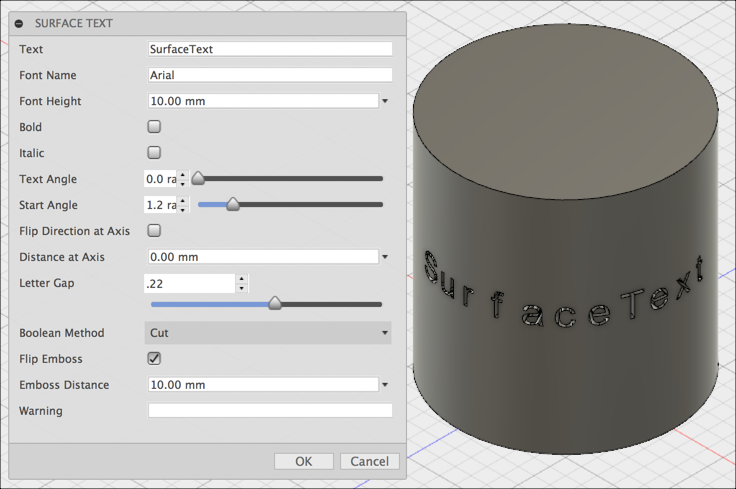 SURFACE TEXT
Text SurfaceText
Font Name Arial
Font Height 10.00 mm
Bold
Italic
Text Angle 0.0 ra
Start Angle 1.2 ra
Flip Direction at Axis
Distance at Axis 0.00 mm
Letter Gap .22
Boolean Method Cut
Flip Emboss
Emboss Distance 10.00 mm
Warning
OK Cancel
SurfaceText